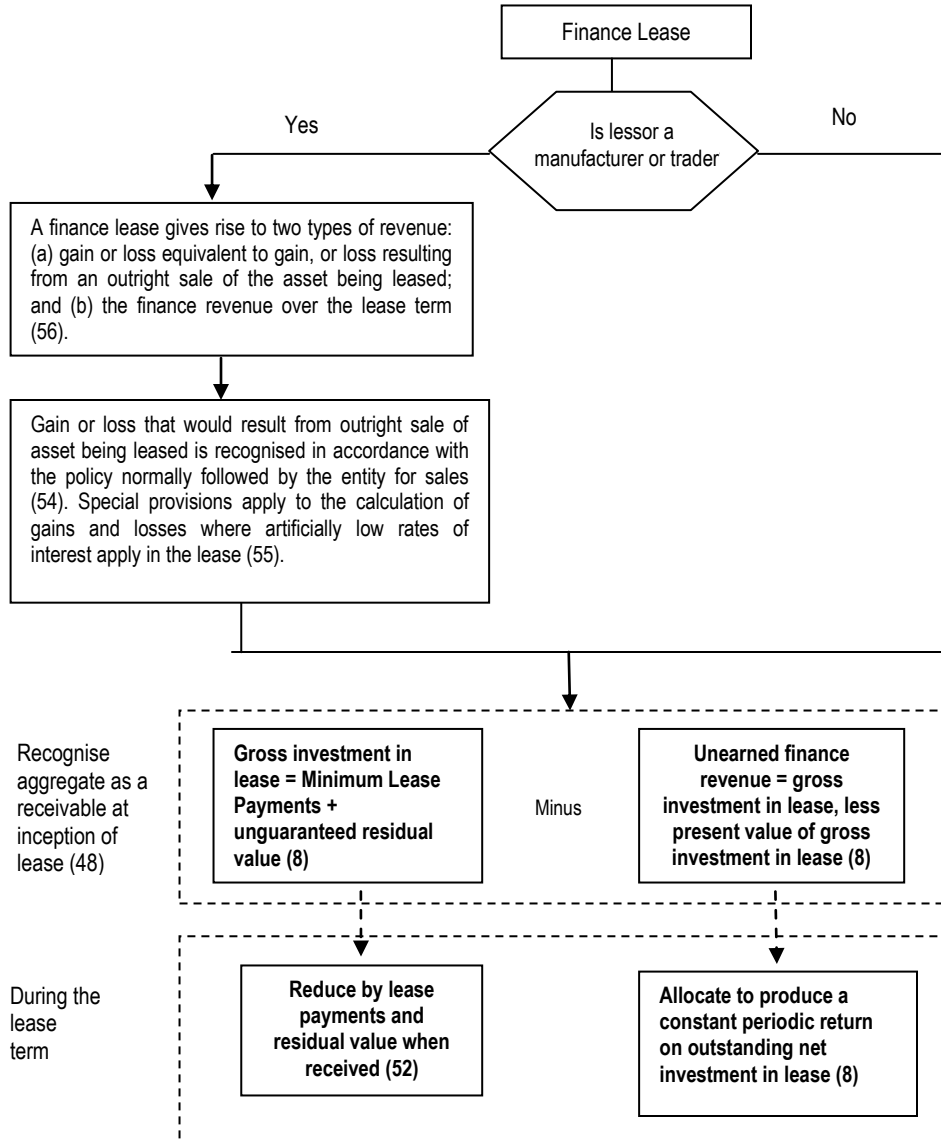 Finance Lease
Is lessor a
manufacturer or trader
Yes
No
A finance lease gives rise to two types of revenue:
(a) gain or loss equivalent to gain, or loss resulting
from an outright sale of the asset being leased;
and (b) the finance revenue over the lease term
(56).
Gain or loss that would result from outright sale of
asset being leased is recognised in accordance with
the policy normally followed by the entity for sales
(54). Special provisions apply to the calculation of
gains and losses where artificially low rates of
interest apply in the lease (55).
Recognise
aggregate as a
receivable at
inception of
lease (48)
Gross investment in
lease = Minimum Lease
Payments +
unguaranteed residual
value (8)
Minus
Unearned finance
revenue = gross
investment in lease, less
present value of gross
investment in lease (8)
During the
lease
term
Reduce by lease
payments and
residual value when
received (52)
Allocate to produce a
constant periodic return
on outstanding net
investment in lease (8)